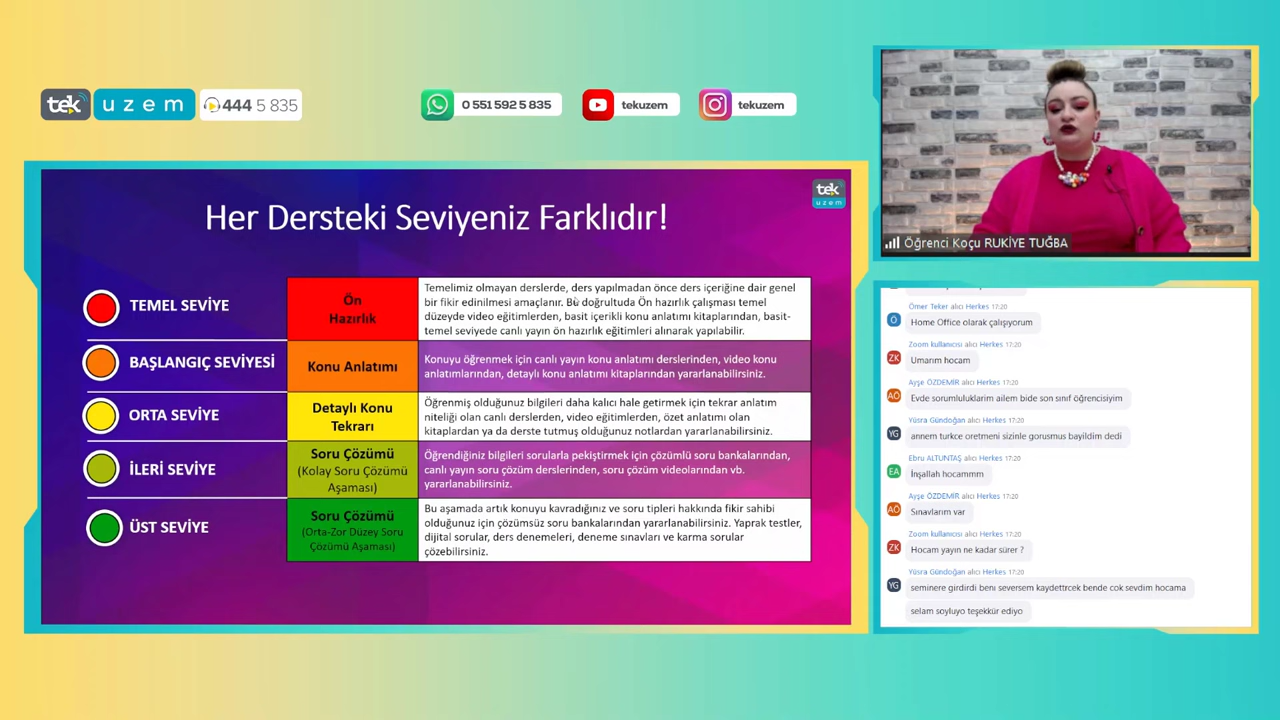 tek uzem 444 5 835
0 551 592 5 835
tekuzem
tekuzem
tek
uzem
Her Dersteki Seviyeniz Farklıdır!
TEMEL SEVİYE
Ön
Hazırlık
Temelimiz olmayan derslerde, ders yapılmadan önce ders içeriğine dair genel
bir fikir edinilmesi amaçlanır. Bu doğrultuda Ön hazırlık çalışması temel
düzeyde video eğitimlerden, basit içerikli konu anlatımı kitaplarından, basit-
temel seviyede canlı yayın ön hazırlık eğitimleri alınarak yapılabilir.
BAŞLANGIÇ SEVİYESİ
Konu Anlatımı
Konuyu öğrenmek için canlı yayın konu anlatımı derslerinden, video konu
anlatımlarından, detaylı konu anlatımı kitaplarından yararlanabilirsiniz.
ORTA SEVİYE
Detaylı Konu
Tekrarı
Öğrenmiş olduğunuz bilgileri daha kalıcı hale getirmek için tekrar anlatım
niteliği olan canlı derslerden, video eğitimlerden, özet anlatımı olan
kitaplardan ya da derste tutmuş olduğunuz notlardan yararlanabilirsiniz.
İLERİ SEVİYE
Soru Çözümü
(Kolay Soru Çözümü
Aşaması)
Öğrendiğiniz bilgileri sorularla pekiştirmek için çözümlü soru bankalarından,
canlı yayın soru çözüm derslerinden, soru çözüm videolarından vb.
yararlanabilirsiniz.
ÜST SEVİYE
Soru Çözümü
(Orta-Zor Düzey Soru
Çözümü Aşaması)
Bu aşamada artık konuyu kavradığınız ve soru tipleri hakkında fikir sahibi
olduğunuz için çözümsüz soru bankalarından yararlanabilirsiniz. Yaprak testler,
dijital sorular, ders denemeleri, deneme sınavları ve karma sorular
çözebilirsiniz.
Öğrenci Koçu RUKİYE TUĞBA
Ömer Teker alıcı Herkes 17:20
Ö
Home Office olarak çalışıyorum
Zoom kullanıcısı alıcı Herkes 17:20
ZK
Umarım hocam
Ayşe ÖZDEMİR alıcı Herkes 17:20
AÖ
Evde sorumluluklarim ailem bide son sınıf öğrencisiyim
Yüsra Gündoğan alıcı Herkes 17:20
YG
annem turkce oretmeni sizinle gorusmus bayildim dedi
Ebru ALTUNTAŞ alıcı Herkes 17:20
EA
İnşallah hocammm
Ayşe ÖZDEMİR alıcı Herkes 17:20
AÖ
Sınavlarım var
Zoom kullanıcısı alıcı Herkes 17:20
ZK
Hocam yayın ne kadar sürer ?
Yüsra Gündoğan alıcı Herkes 17:20
YG
seminere girdirdi benı seversem kaydettrcek bende cok sevdim hocama
selam soyluyo teşekkür ediyo